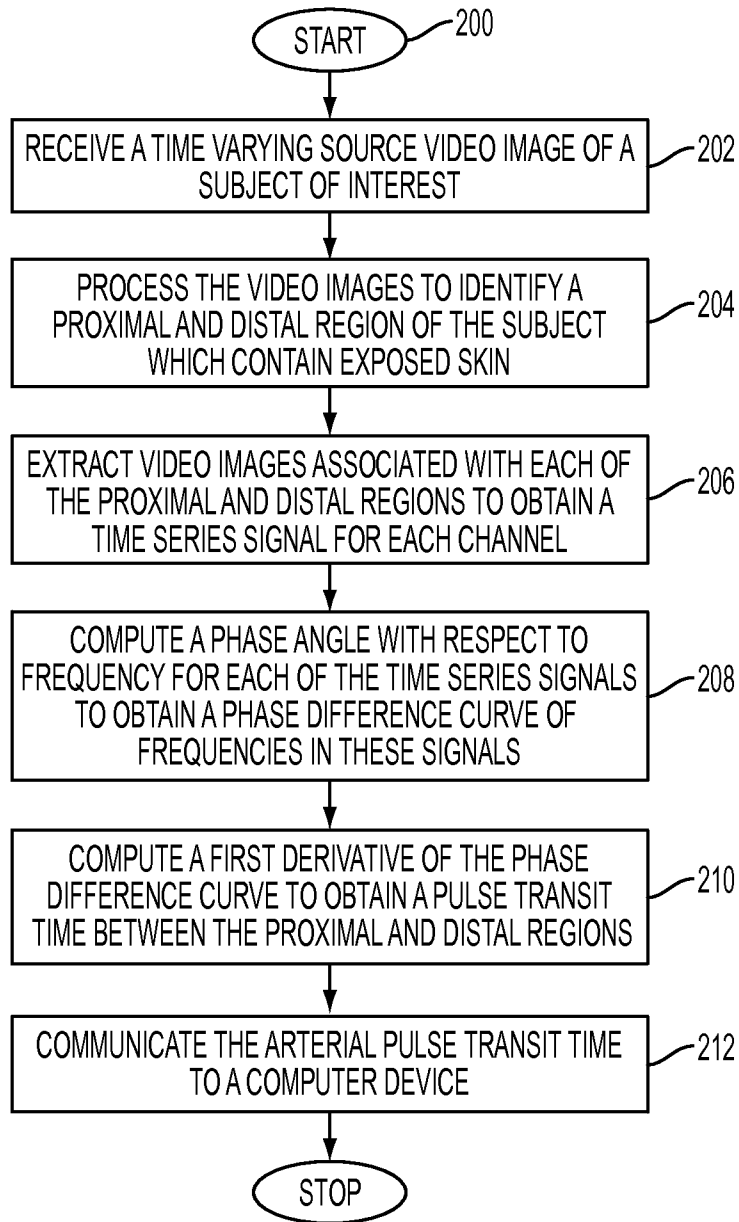 START
200
RECEIVE A TIME VARYING SOURCE VIDEO IMAGE OF A
SUBJECT OF INTEREST
202
PROCESS THE VIDEO IMAGES TO IDENTIFY A
PROXIMAL AND DISTAL REGION OF THE SUBJECT
WHICH CONTAIN EXPOSED SKIN
204
EXTRACT VIDEO IMAGES ASSOCIATED WITH EACH OF
THE PROXIMAL AND DISTAL REGIONS TO OBTAIN A
TIME SERIES SIGNAL FOR EACH CHANNEL
206
COMPUTE A PHASE ANGLE WITH RESPECT TO
FREQUENCY FOR EACH OF THE TIME SERIES SIGNALS
TO OBTAIN A PHASE DIFFERENCE CURVE OF
FREQUENCIES IN THESE SIGNALS
208
COMPUTE A FIRST DERIVATIVE OF THE PHASE
DIFFERENCE CURVE TO OBTAIN A PULSE TRANSIT
TIME BETWEEN THE PROXIMAL AND DISTAL REGIONS
210
COMMUNICATE THE ARTERIAL PULSE TRANSIT TIME
TO A COMPUTER DEVICE
212
STOP